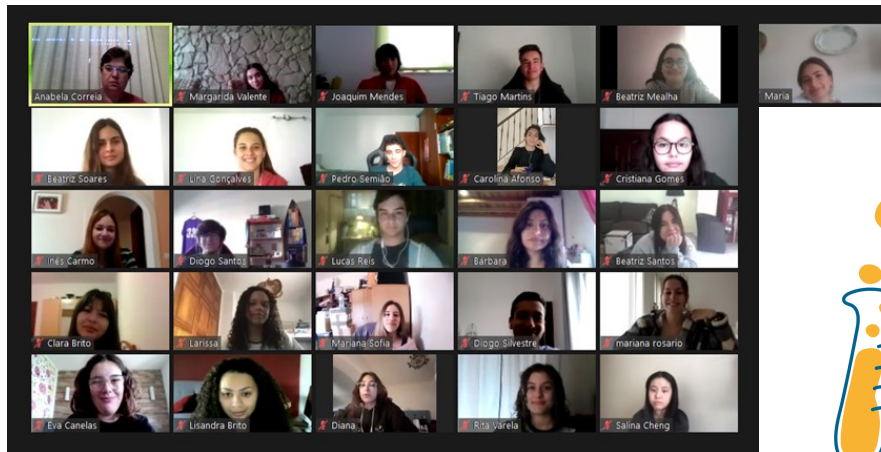 Anabela Correia
Margarida Valente
Joaquim Mendes
Tiago Martins
Beatriz Mealha
Maria
Beatriz Soares
Lina Gonçalves
Pedro Semião
Carolina Afonso
Cristiana Gomes
Inês Carmo
Diogo Santos
Lucas Reis
Bárbara
Beatriz Santos
Clara Brito
Larissa
Mariana Sofia
Diogo Silvestre
mariana rosario
Eva Canelas
Lisandra Brito
Diana
Rita Varela
Salina Cheng